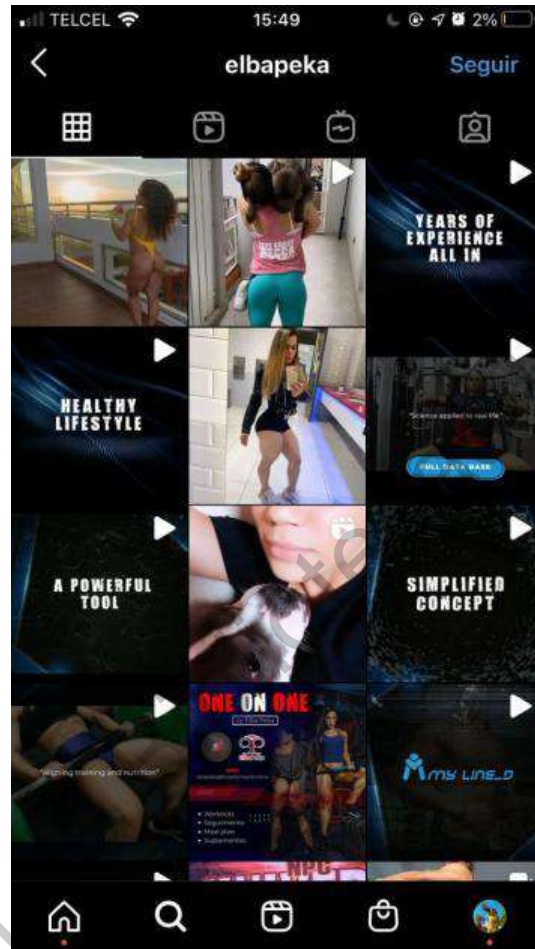 TELCEL
15:49
2%
elbapeka
Seguir
YEARS OF
EXPERIENCE
ALL IN
HEALTHY
LIFESTYLE
"Science applied to real life"
FULL DATA BASE
A POWERFUL
TOOL
SIMPLIFIED
CONCEPT
"Aligning training and nutrition"
ONE ON ONE
• Workouts
• Seguimiento
• Meal plan
• Suplementos
MY LINE_D
NPC